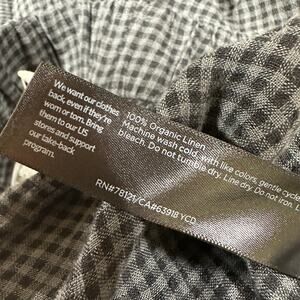 We want our clothes
back, even if they're
worn or torn. Bring
them to our US
stores and support
our take-back
program.
100% Organic Linen
Machine wash cold, with like colors, gentle cycle
bleach. Do not tumble dry. Line dry. Do not iron.
RN#78121/CA#63918 YCD